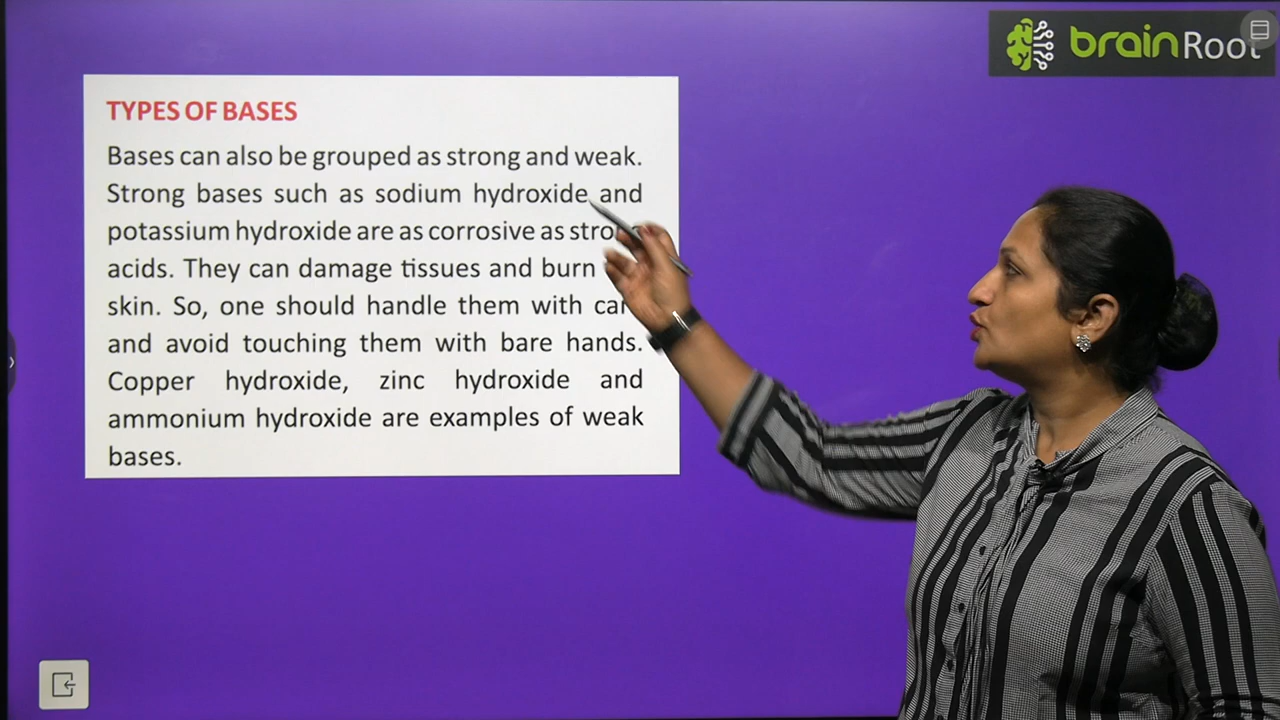 brainRoot
TYPES OF BASES
Bases can also be grouped as strong and weak.
Strong bases such as sodium hydroxide and
potassium hydroxide are as corrosive as strong
acids. They can damage tissues and burn
skin. So, one should handle them with
and avoid touching them with bare hands.
Copper hydroxide, zinc hydroxide and
ammonium hydroxide are examples of weak
bases.